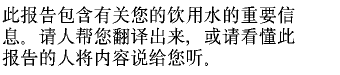 此报告包含有关您的饮用水的重要信
息。请人帮您翻译出来，或请看懂此
报告的人将内容说给您听。